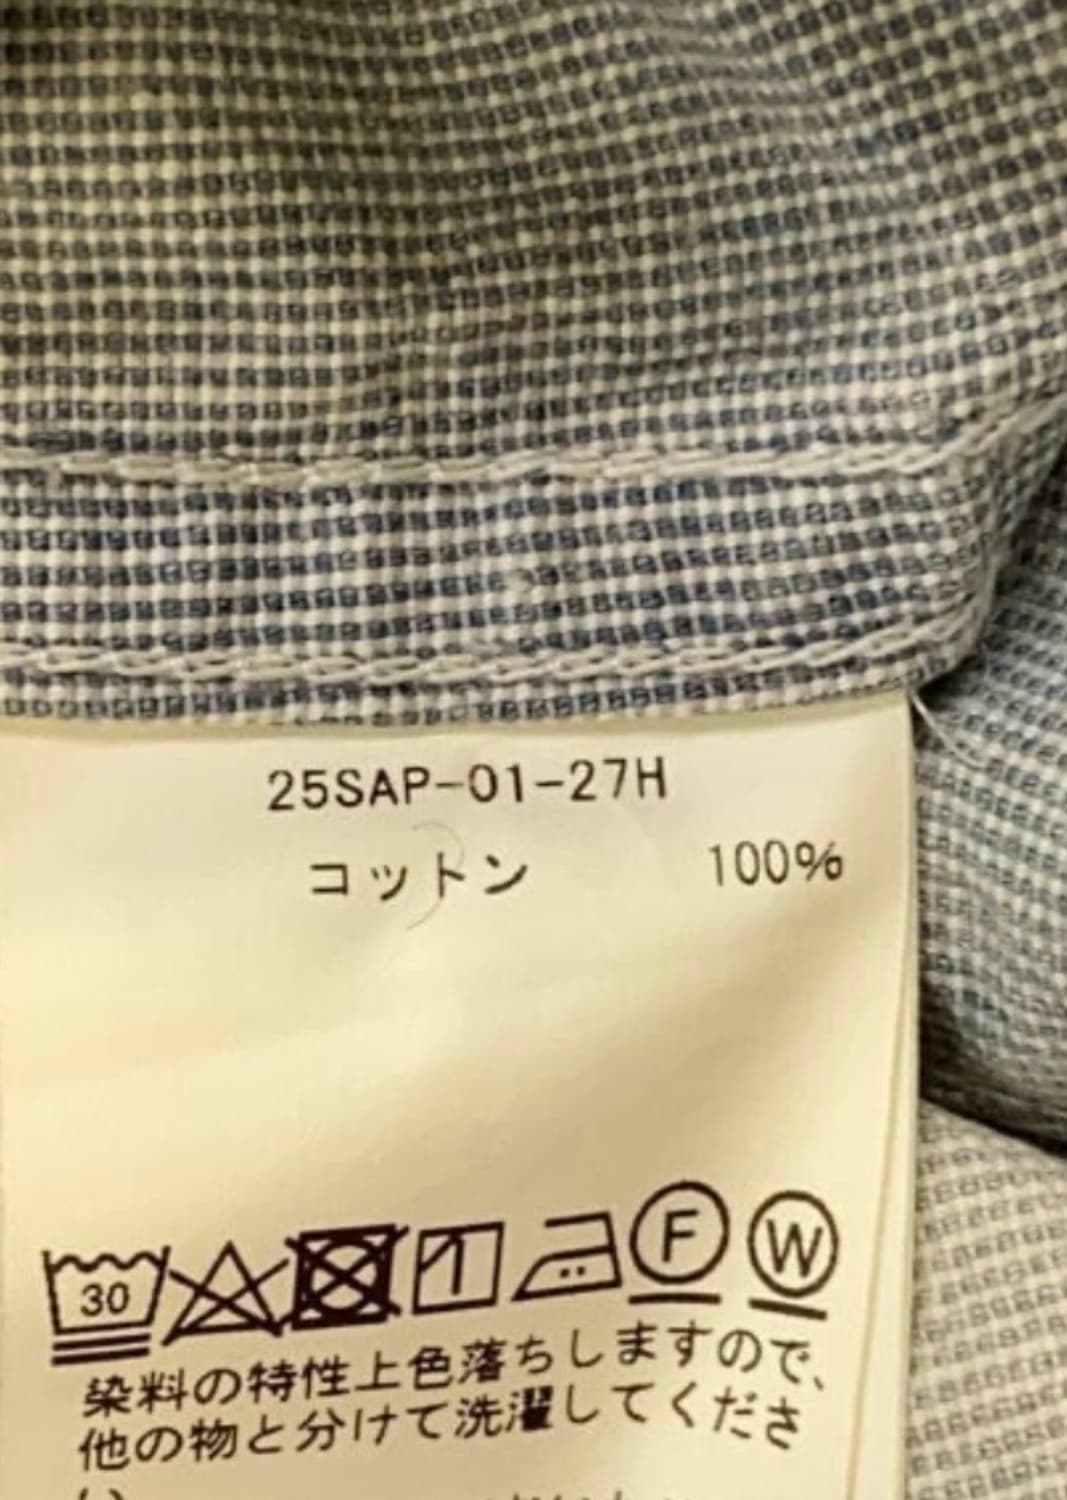 25SAP-01-27H
コットン 100%
30 F W
染料の特性上色落ちしますので、
他の物と分けて洗濯してくださ
い